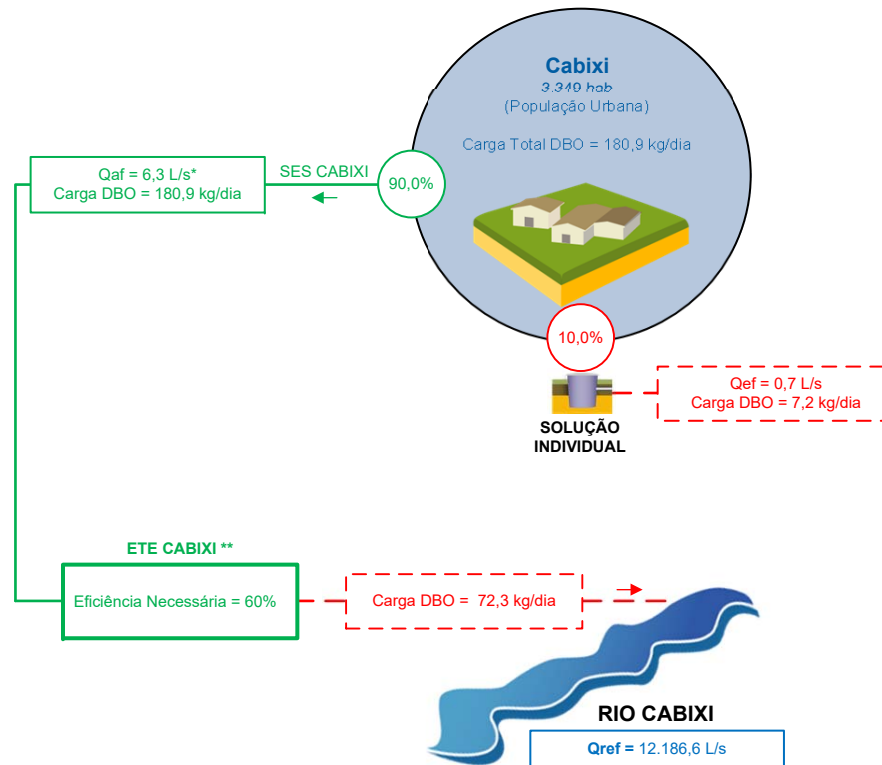 Cabixi
3.349 hab
(População Urbana)
Carga Total DBO = 180,9 kg/dia
Qaf = 6,3 L/s*
Carga DBO = 180,9 kg/dia
SES CABIXI
90,0%
10,0%
Qef = 0,7 L/s
Carga DBO = 7,2 kg/dia
SOLUÇÃO
INDIVIDUAL
ETE CABIXI **
Eficiência Necessária = 60%
Carga DBO = 72,3 kg/dia
RIO CABIXI
Qref = 12.186,6 L/s